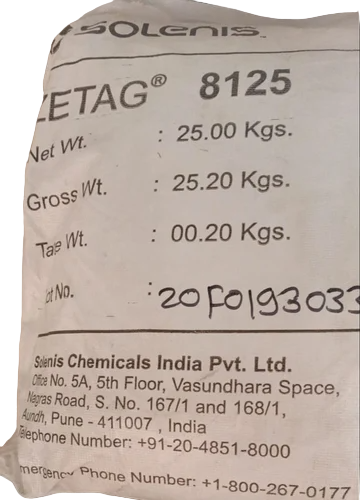 SOLENIS
ZETAG® 8125
Net Wt. : 25.00 Kgs.
Gross Wt. : 25.20 Kgs.
Tare Wt. : 00.20 Kgs.
Lot No. : 20F0193033
Solenis Chemicals India Pvt. Ltd.
Office No. 5A, 5th Floor, Vasundhara Space,
Nagras Road, S. No. 167/1 and 168/1,
Aundh, Pune - 411007 , India
Telephone Number: +91-20-4851-8000
Emergency Phone Number: +1-800-267-0177